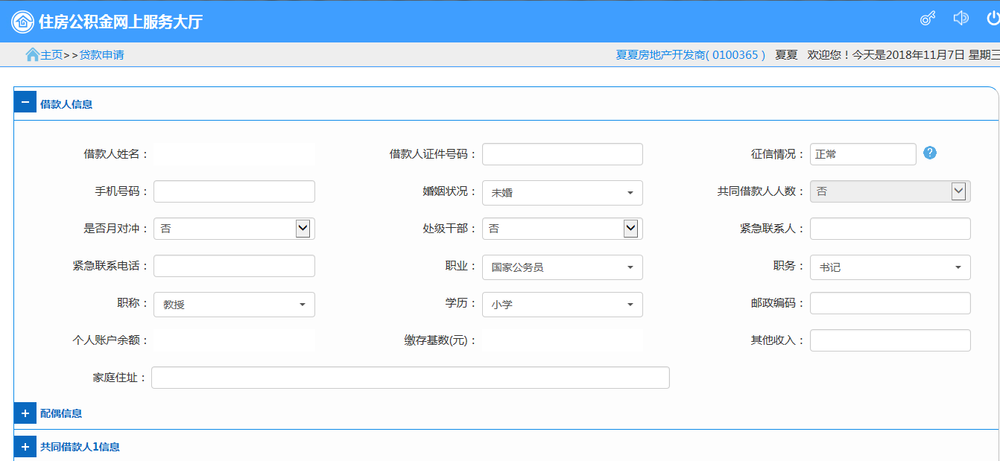 住房公积金网上服务大厅
主页>>贷款申请 夏夏房地产开发商( 0100365 ) 夏夏 欢迎您！今天是2018年11月7日 星期三
借款人信息
借款人姓名： 借款人证件号码： 征信情况： 正常 ?
手机号码： 婚姻状况： 未婚 共同借款人人数： 否
是否月对冲： 否 处级干部： 否 紧急联系人：
紧急联系电话： 职业： 国家公务员 职务： 书记
职称： 教授 学历： 小学 邮政编码：
个人账户余额： 缴存基数(元)： 其他收入：
家庭住址：
配偶信息
共同借款人1信息